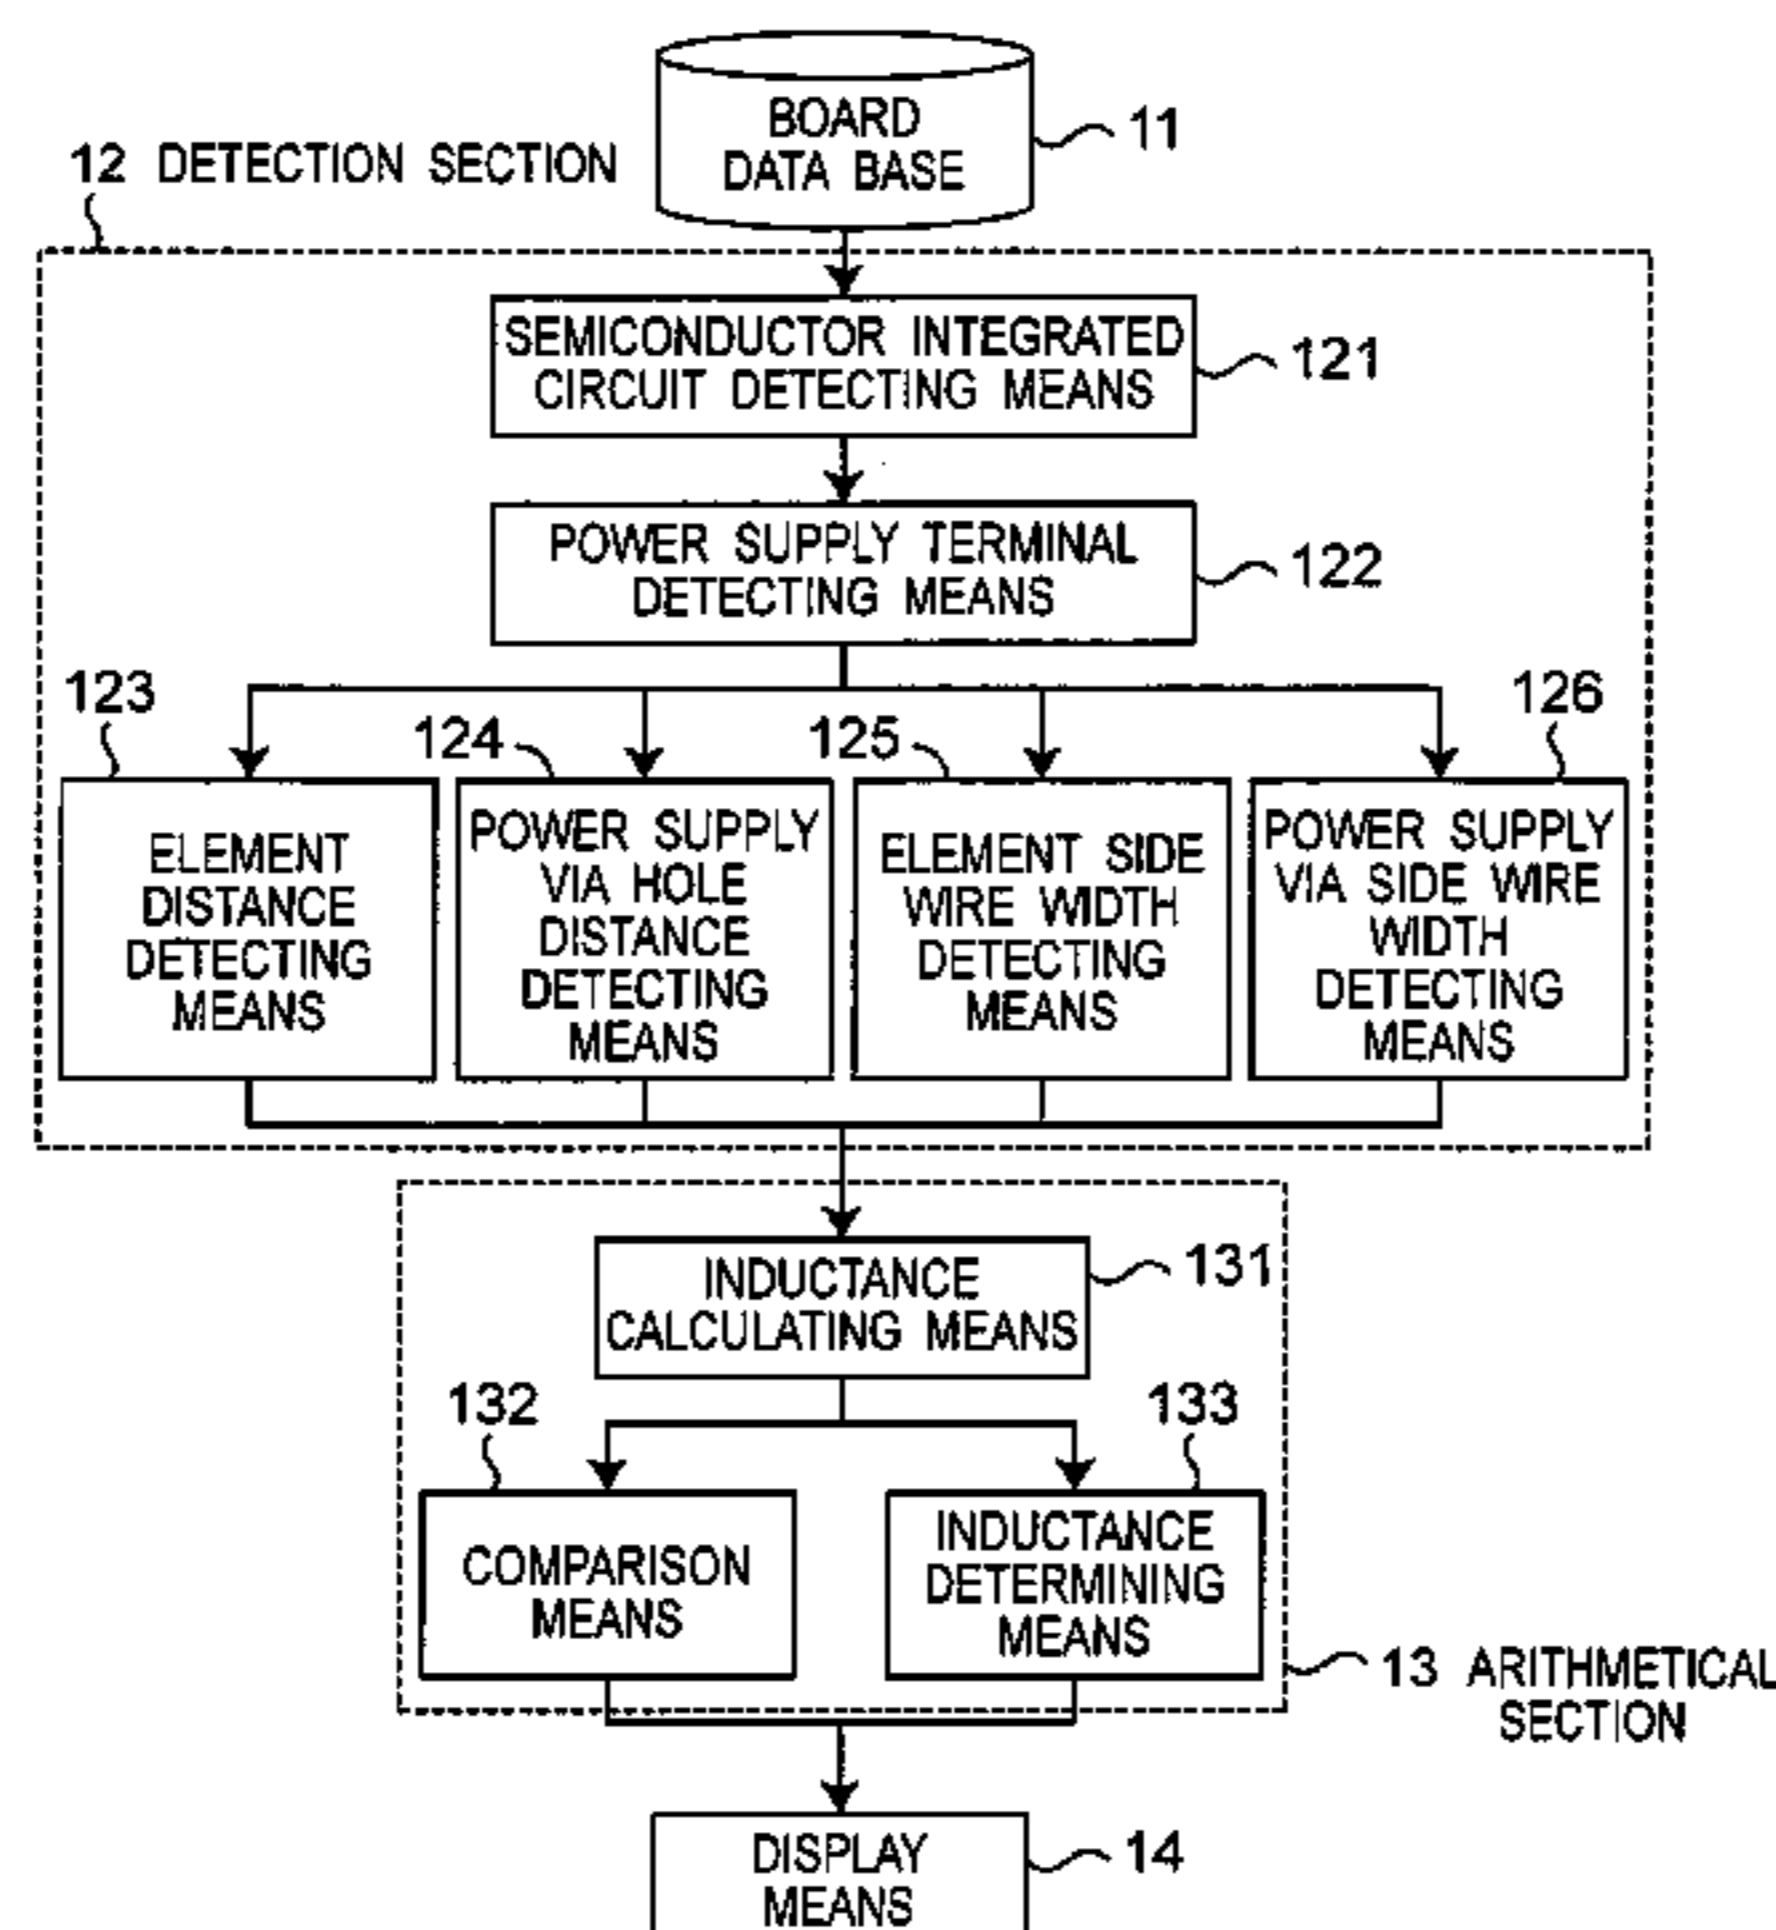 BOARD
DATA BASE
11
12 DETECTION SECTION
SEMICONDUCTOR INTEGRATED
CIRCUIT DETECTING MEANS
121
POWER SUPPLY TERMINAL
DETECTING MEANS
122
123
124
125
126
ELEMENT
DISTANCE
DETECTING
MEANS
POWER SUPPLY
VIA HOLE
DISTANCE
DETECTING
MEANS
ELEMENT SIDE
WIRE WIDTH
DETECTING
MEANS
POWER SUPPLY
VIA SIDE WIRE
WIDTH
DETECTING
MEANS
INDUCTANCE
CALCULATING MEANS
131
132
133
COMPARISON
MEANS
INDUCTANCE
DETERMINING
MEANS
13 ARITHMETICAL
SECTION
DISPLAY
MEANS
14